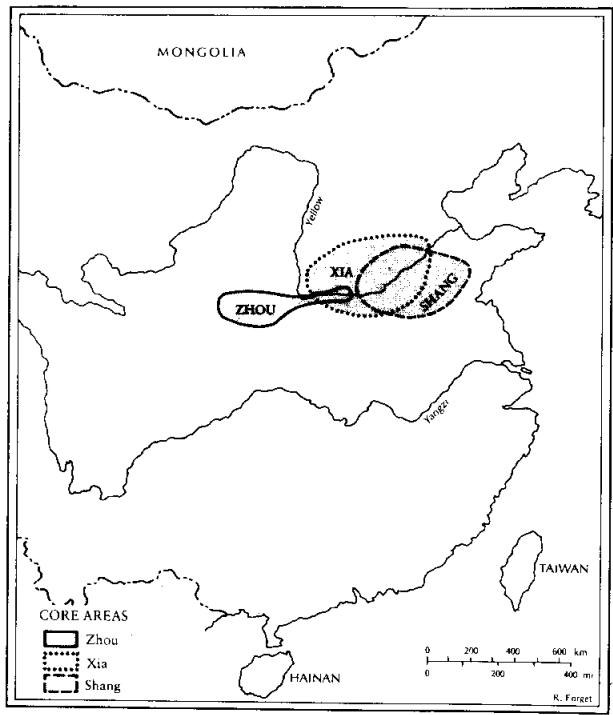 MONGOLIA
Yellow
XIA
SHANG
ZHOU
Yangzi
TAIWAN
HAINAN
CORE AREAS
Zhou
Xia
Shang
0 200 400 600 km
0 200 400 mi
R. Forget